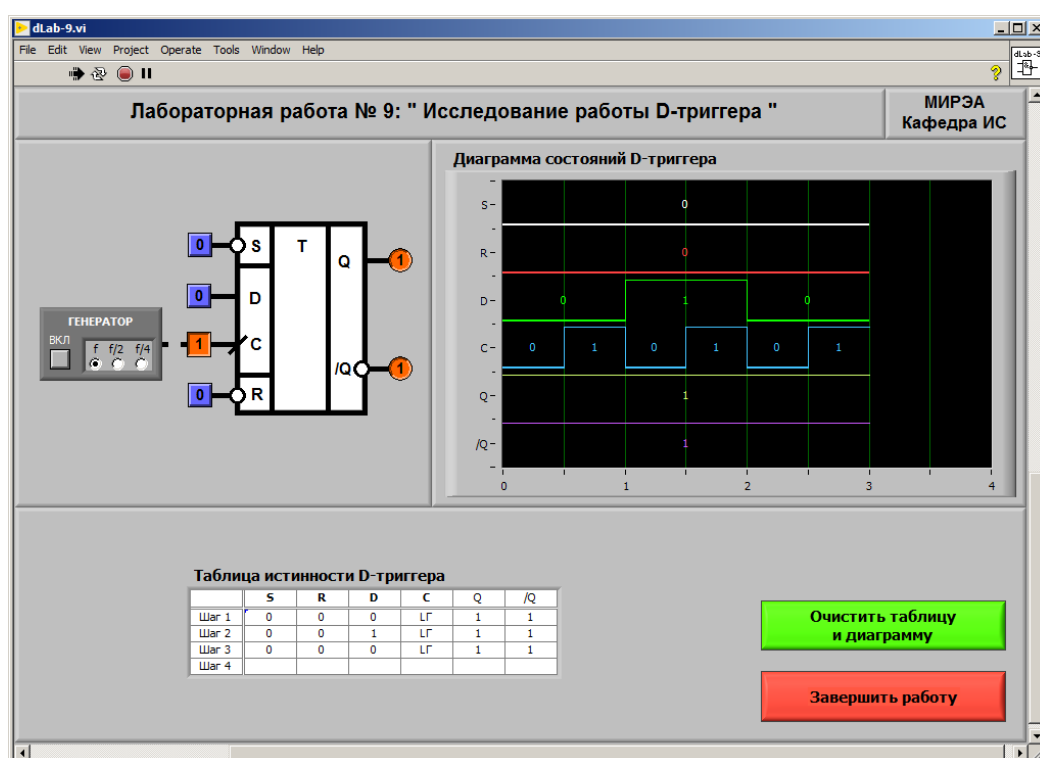 dLab-9.vi
File Edit View Project Operate Tools Window Help
dLab-9
Лабораторная работа № 9: " Исследование работы D-триггера "
МИРЭА
Кафедра ИС
ГЕНЕРАТОР
ВКЛ
f f/2 f/4
0 S T
Q 1
0 D
1 C
/Q 1
0 R
Диаграмма состояний D-триггера
S 0
R 0
D 0 1 0
C 0 1 0 1 0 1
Q 1
/Q 1
0 1 2 3 4
Таблица истинности D-триггера
S R D C Q /Q
Шаг 1 0 0 0 LГ 1 1
Шаг 2 0 0 1 LГ 1 1
Шаг 3 0 0 0 LГ 1 1
Шаг 4
Очистить таблицу
и диаграмму
Завершить работу